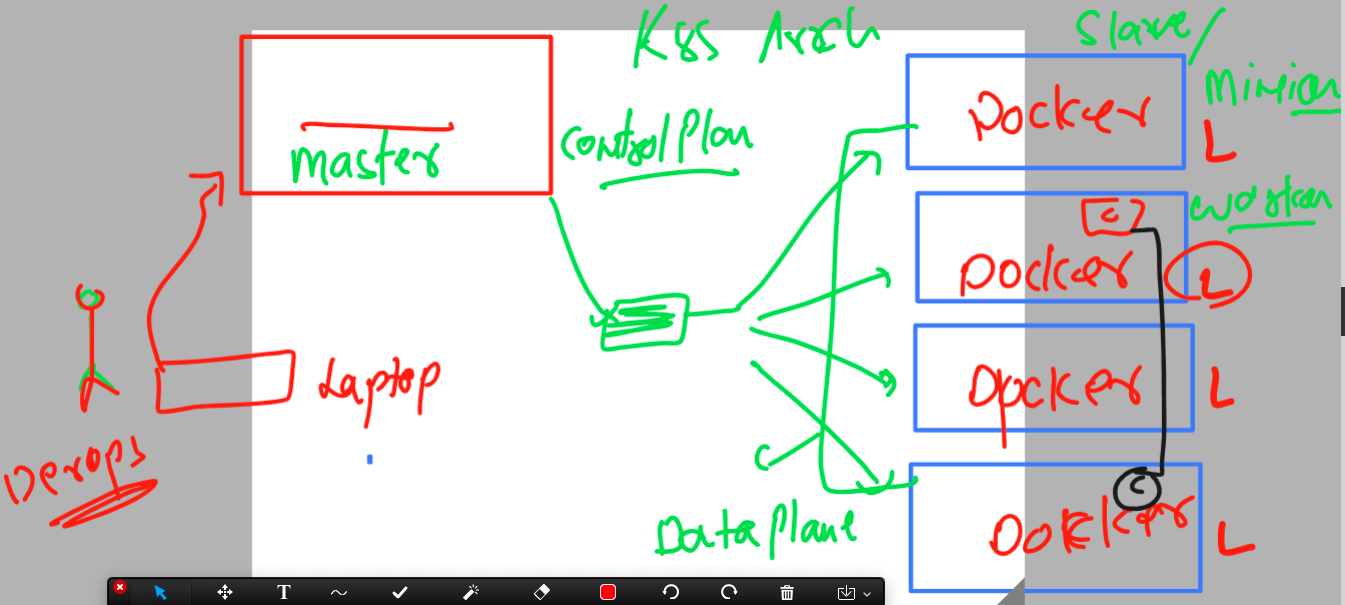 K8s Arch
Slave/
Minion
Docker
L
master
Control Plan
worker
[C]
Docker
L
Laptop
Docker
L
Devops
C
Docker
L
Data Plane
T